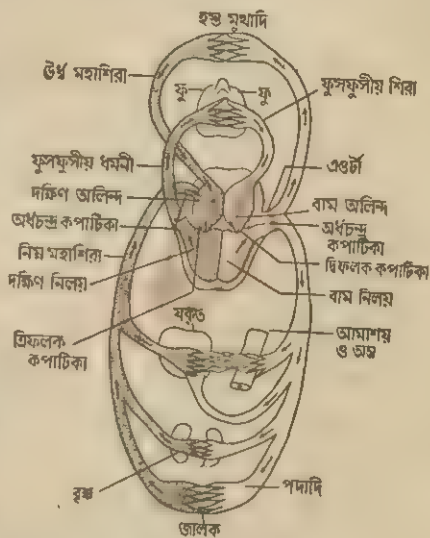 হস্ত মুখাদি
ঊর্ধ মহাশিরা
ফু
ফু
ফুসফুসীয় শিরা
ফুসফুসীয় ধমনী
এওর্টা
দক্ষিণ অলিন্দ
বাম অলিন্দ
অর্ধচন্দ্র কপাটিকা
অর্ধচন্দ্র
কপাটিকা
নিম্ন মহাশিরা
দ্বিফলক কপাটিকা
দক্ষিণ নিলয়
বাম নিলয়
যকৃত
ত্রিফলক
কপাটিকা
আমাশয়
ও অন্ত্র
বৃক্ক
পদাদি
জালক